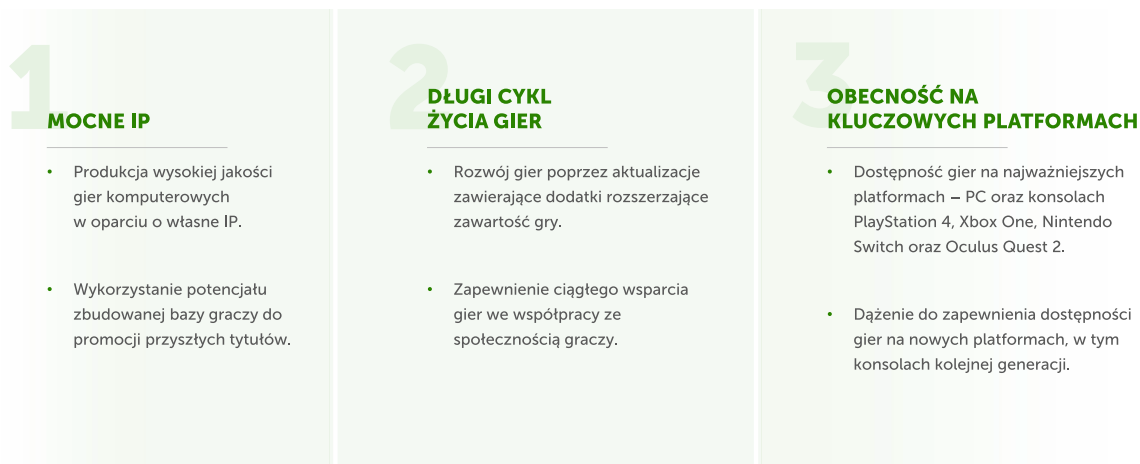 1
MOCNE IP
• Produkcja wysokiej jakości
gier komputerowych
w oparciu o własne IP.
• Wykorzystanie potencjału
zbudowanej bazy graczy do
promocji przyszłych tytułów.
2
DŁUGI CYKL
ŻYCIA GIER
• Rozwój gier poprzez aktualizacje
zawierające dodatki rozszerzające
zawartość gry.
• Zapewnienie ciągłego wsparcia
gier we współpracy ze
społecznością graczy.
3
OBECNOŚĆ NA
KLUCZOWYCH PLATFORMACH
• Dostępność gier na najważniejszych
platformach – PC oraz konsolach
PlayStation 4, Xbox One, Nintendo
Switch oraz Oculus Quest 2.
• Dążenie do zapewnienia dostępności
gier na nowych platformach, w tym
konsolach kolejnej generacji.